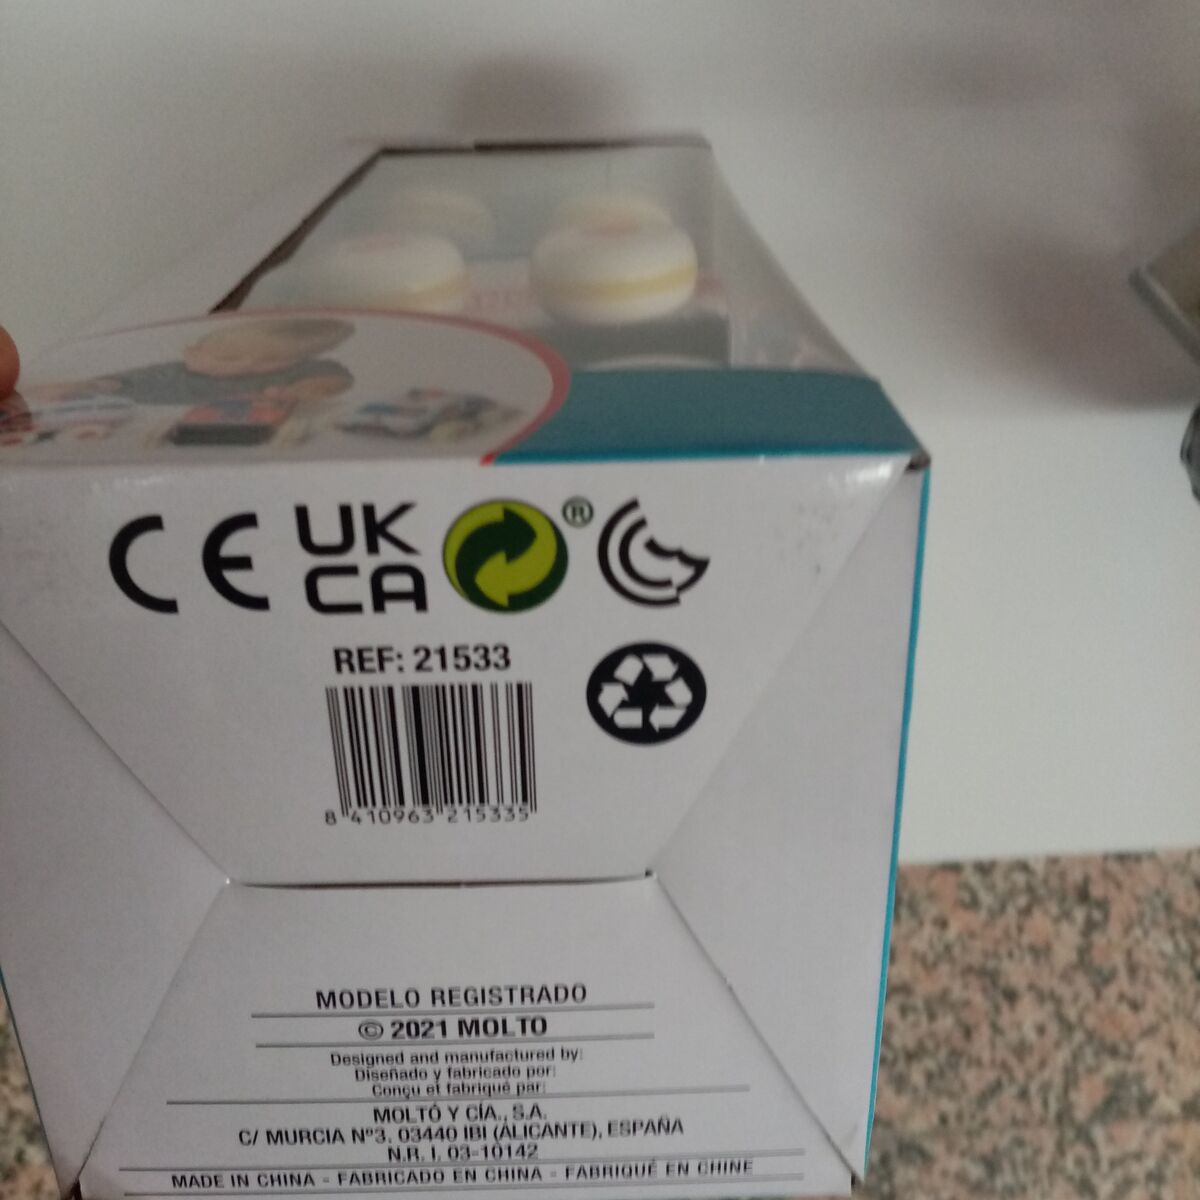 CE
UK
CA
®
REF: 21533
8 410963 215335
MODELO REGISTRADO
© 2021 MOLTO
Designed and manufactured by:
Diseñado y fabricado por:
Conçu et fabriqué par:
MOLTÓ Y CÍA., S.A.
C/ MURCIA Nº3. 03440 IBI (ALICANTE), ESPAÑA
N.R. I. 03-10142
MADE IN CHINA - FABRICADO EN CHINA - FABRIQUÉ EN CHINE